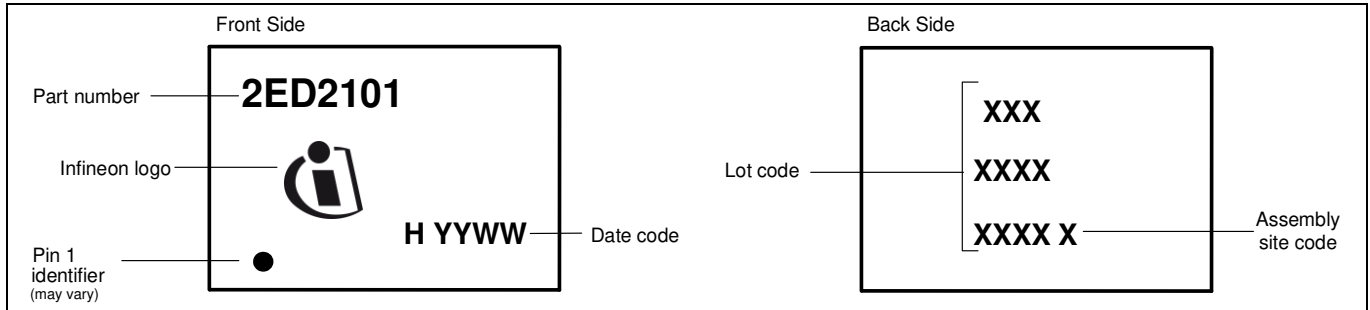 Front Side
Part number
2ED2101
Infineon logo
H YYWW
Date code
Pin 1
identifier
(may vary)
Back Side
XXX
Lot code
XXXX
XXXX X
Assembly
site code